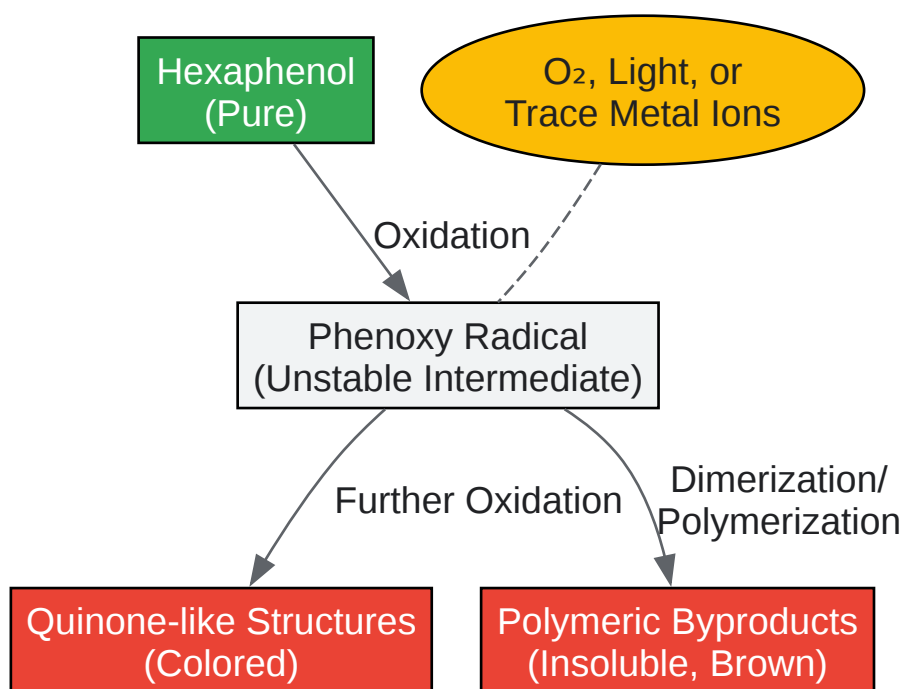 Hexaphenol
(Pure)
O₂, Light, or
Trace Metal Ions
Oxidation
Phenoxy Radical
(Unstable Intermediate)
Further Oxidation
Dimerization/
Polymerization
Quinone-like Structures
(Colored)
Polymeric Byproducts
(Insoluble, Brown)